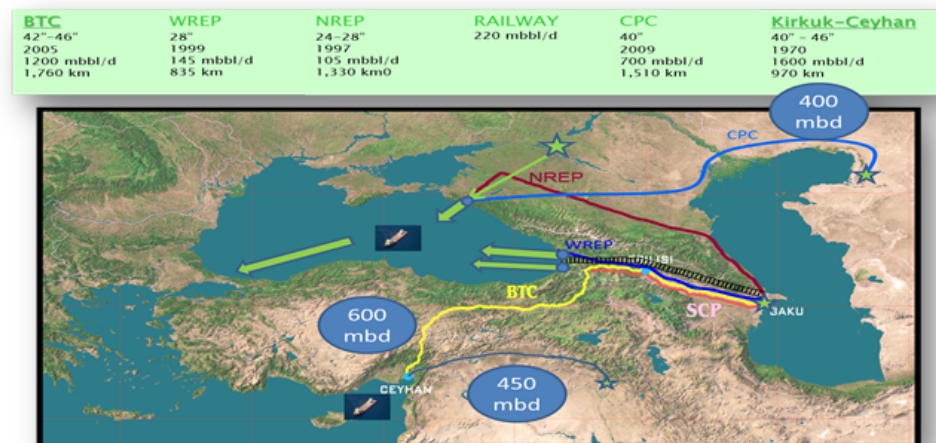 BTC
42"-46"
2005
1200 mbbl/d
1,760 km
WREP
28"
1999
145 mbbl/d
835 km
NREP
24-28"
1997
105 mbbl/d
1,330 km0
RAILWAY
220 mbbl/d
CPC
40"
2009
700 mbbl/d
1,510 km
Kirkuk-Ceyhan
40" - 46"
1970
1600 mbbl/d
970 km
400
mbd
CPC
NREP
WREP
BTC
SCP
600
mbd
CEYHAN
450
mbd